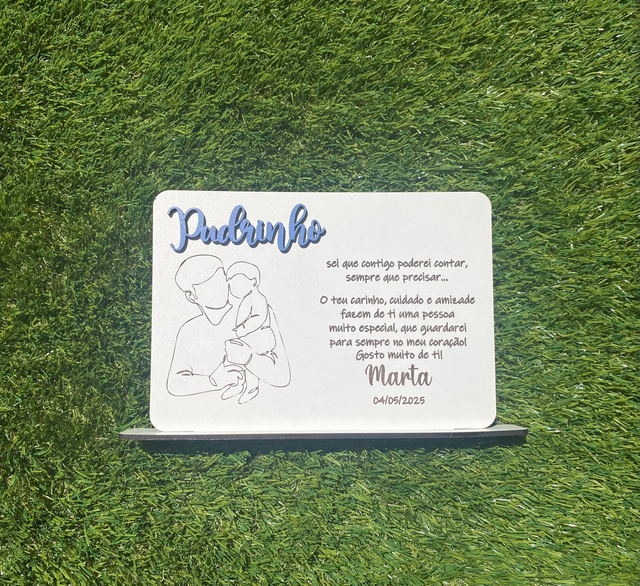 Padrinho
sei que contigo poderei contar,
sempre que precisar...
O teu carinho, cuidado e amizade
fazem de ti uma pessoa
muito especial, que guardarei
para sempre no meu coração!
Gosto muito de ti!
Marta
04/05/2025